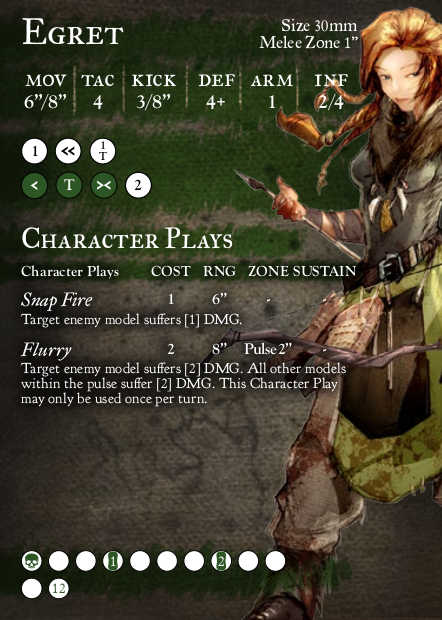 Egret
Size 30mm
Melee Zone 1”
MOV TAC KICK DEF ARM INF
6”/8” 4 3/8” 4+ 1 2/4
1 << 1 T
< T >< 2
Character Plays
Character Plays COST RNG ZONE SUSTAIN
Snap Fire 1 6” - -
Target enemy model suffers [1] DMG.
Flurry 2 8” Pulse 2” -
Target enemy model suffers [2] DMG. All other models
within the pulse suffer [2] DMG. This Character Play
may only be used once per turn.
1 2
12